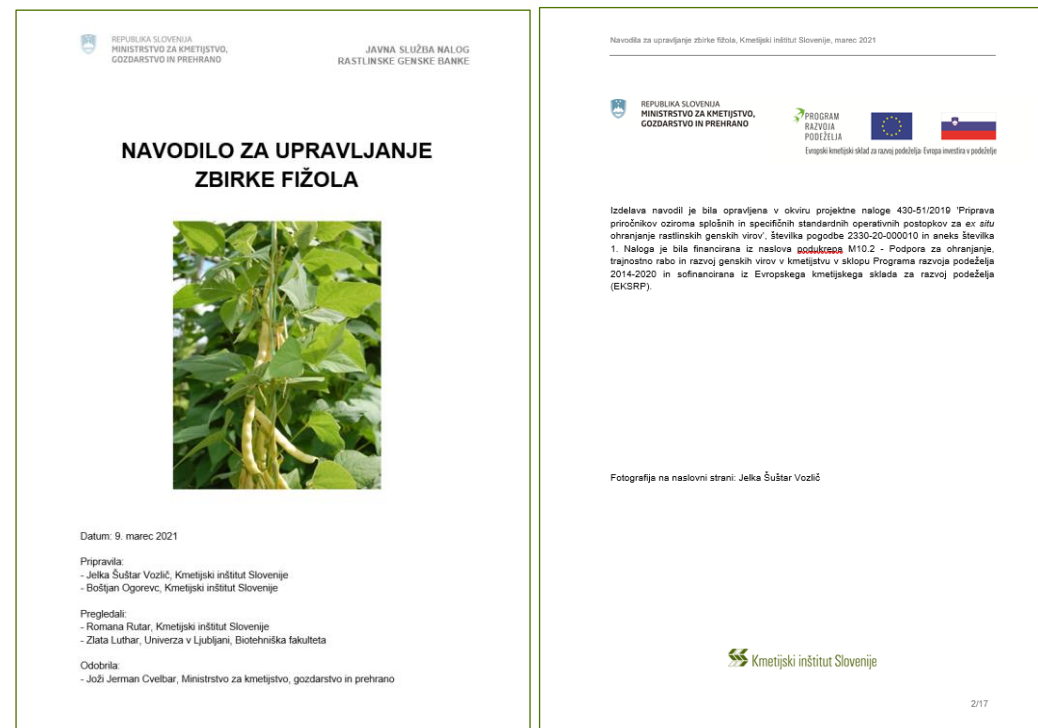 REPUBLIKA SLOVENIJA
MINISTRSTVO ZA KMETIJSTVO,
GOZDARSTVO IN PREHRANO
JAVNA SLUŽBA NALOG
RASTLINSKE GENSKE BANKE
NAVODILO ZA UPRAVLJANJE
ZBIRKE FIŽOLA
Datum: 9. marec 2021
Pripravila:
- Jelka Šuštar Vozlič, Kmetijski inštitut Slovenije
- Boštjan Ogorevc, Kmetijski inštitut Slovenije
Pregledali:
- Romana Rutar, Kmetijski inštitut Slovenije
- Zlata Luthar, Univerza v Ljubljani, Biotehniška fakulteta
Odobrila:
- Joži Jerman Cvelbar, Ministrstvo za kmetijstvo, gozdarstvo in prehrano
Navodila za upravljanje zbirke fižola, Kmetijski inštitut Slovenije, marec 2021
REPUBLIKA SLOVENIJA
MINISTRSTVO ZA KMETIJSTVO,
GOZDARSTVO IN PREHRANO
PROGRAM
RAZVOJA
PODEŽELJA
Evropski kmetijski sklad za razvoj podeželja: Evropa investira v podeželje
Izdelava navodil je bila opravljena v okviru projektne naloge 430-51/2019 'Priprava
priročnikov oziroma splošnih in specifičnih standardnih operativnih postopkov za ex situ
ohranjanje rastlinskih genskih virov', številka pogodbe 2330-20-000010 in aneks številka
1. Naloga je bila financirana iz naslova podukrepa M10.2 - Podpora za ohranjanje,
trajnostno rabo in razvoj genskih virov v kmetijstvu v sklopu Programa razvoja podeželja
2014-2020 in sofinancirana iz Evropskega kmetijskega sklada za razvoj podeželja
(EKSRP).
Fotografija na naslovni strani: Jelka Šuštar Vozlič
Kmetijski inštitut Slovenije
2/17